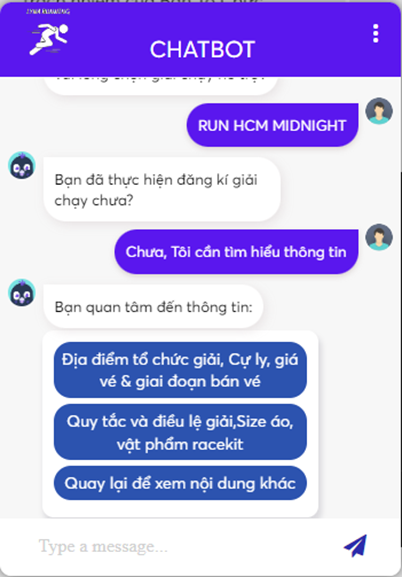 CHATBOT
RUN HCM MIDNIGHT
Bạn đã thực hiện đăng kí giải
chạy chưa?
Chưa, Tôi cần tìm hiểu thông tin
Bạn quan tâm đến thông tin:
Địa điểm tổ chức giải, Cự ly, giá
vé & giai đoạn bán vé
Quy tắc và điều lệ giải,Size áo,
vật phẩm racekit
Quay lại để xem nội dung khác
Type a message...